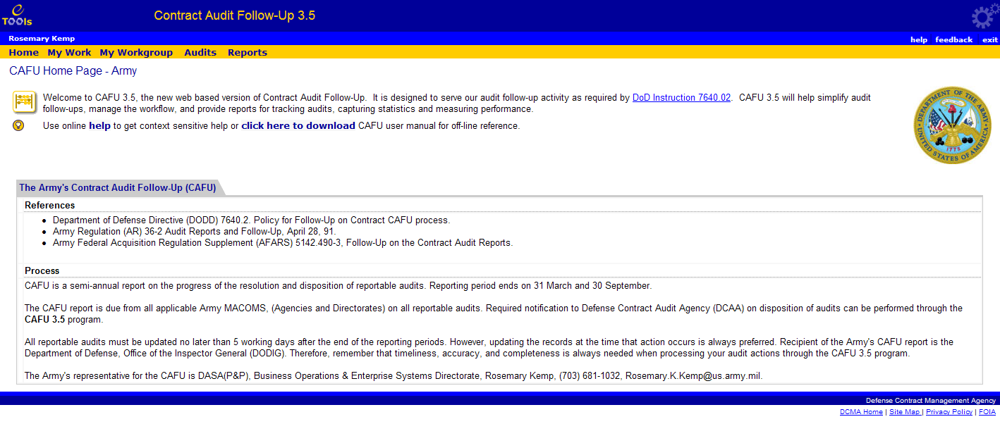 TOOls
Contract Audit Follow-Up 3.5
Rosemary Kemp
help feedback exit
Home My Work My Workgroup Audits Reports
CAFU Home Page - Army
Welcome to CAFU 3.5, the new web based version of Contract Audit Follow-Up. It is designed to serve our audit follow-up activity as required by DoD Instruction 7640.02. CAFU 3.5 will help simplify audit
follow-ups, manage the workflow, and provide reports for tracking audits, capturing statistics and measuring performance.
Use online help to get context sensitive help or click here to download CAFU user manual for off-line reference.
DEPARTMENT OF THE ARMY
UNITED STATES OF AMERICA
1775
The Army's Contract Audit Follow-Up (CAFU)
References
• Department of Defense Directive (DODD) 7640.2. Policy for Follow-Up on Contract CAFU process.
• Army Regulation (AR) 36-2 Audit Reports and Follow-Up, April 28, 91.
• Army Federal Acquisition Regulation Supplement (AFARS) 5142.490-3, Follow-Up on the Contract Audit Reports.
Process
CAFU is a semi-annual report on the progress of the resolution and disposition of reportable audits. Reporting period ends on 31 March and 30 September.
The CAFU report is due from all applicable Army MACOMS, (Agencies and Directorates) on all reportable audits. Required notification to Defense Contract Audit Agency (DCAA) on disposition of audits can be performed through the
CAFU 3.5 program.
All reportable audits must be updated no later than 5 working days after the end of the reporting periods. However, updating the records at the time that action occurs is always preferred. Recipient of the Army's CAFU report is the
Department of Defense, Office of the Inspector General (DODIG). Therefore, remember that timeliness, accuracy, and completeness is always needed when processing your audit actions through the CAFU 3.5 program.
The Army's representative for the CAFU is DASA(P&P), Business Operations & Enterprise Systems Directorate, Rosemary Kemp, (703) 681-1032, Rosemary.K.Kemp@us.army.mil.
Defense Contract Management Agency
DCMA Home | Site Map | Privacy Policy | FOIA